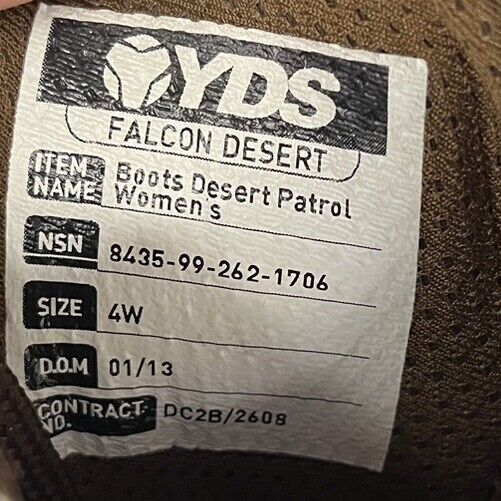 YDS
FALCON DESERT
ITEM NAME Boots Desert Patrol
Women's
NSN 8435-99-262-1706
SIZE 4W
D.O.M 01/13
CONTRACT NO. DC2B/2608